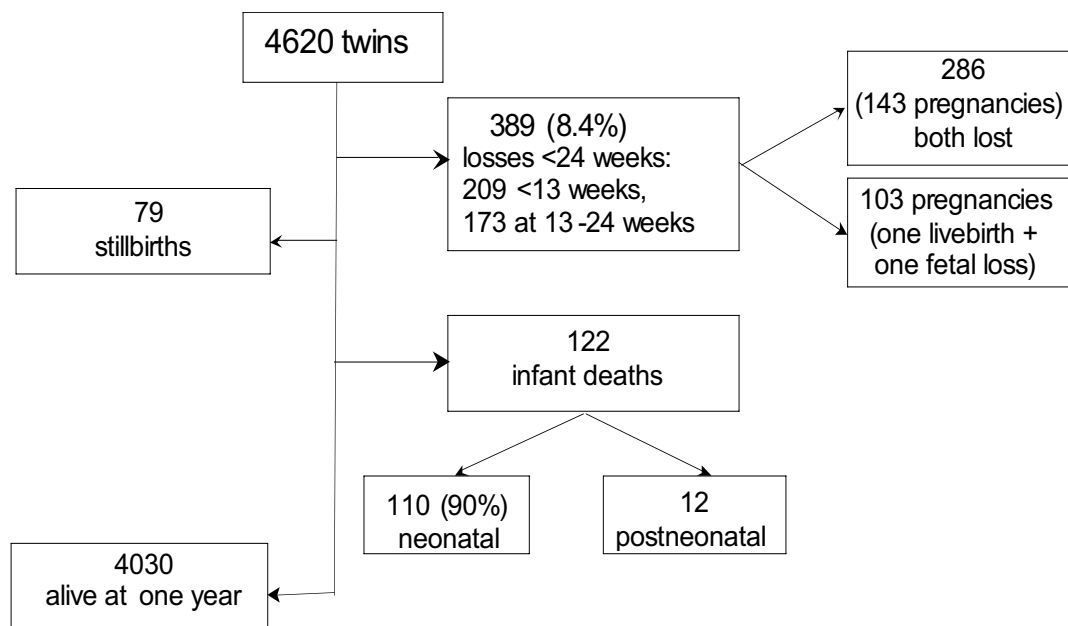 4620 twins
389 (8.4%)
losses <24 weeks:
209 <13 weeks,
173 at 13-24 weeks
286
(143 pregnancies)
both lost
103 pregnancies
(one livebirth +
one fetal loss)
79
stillbirths
122
infant deaths
110 (90%)
neonatal
12
postneonatal
4030
alive at one year